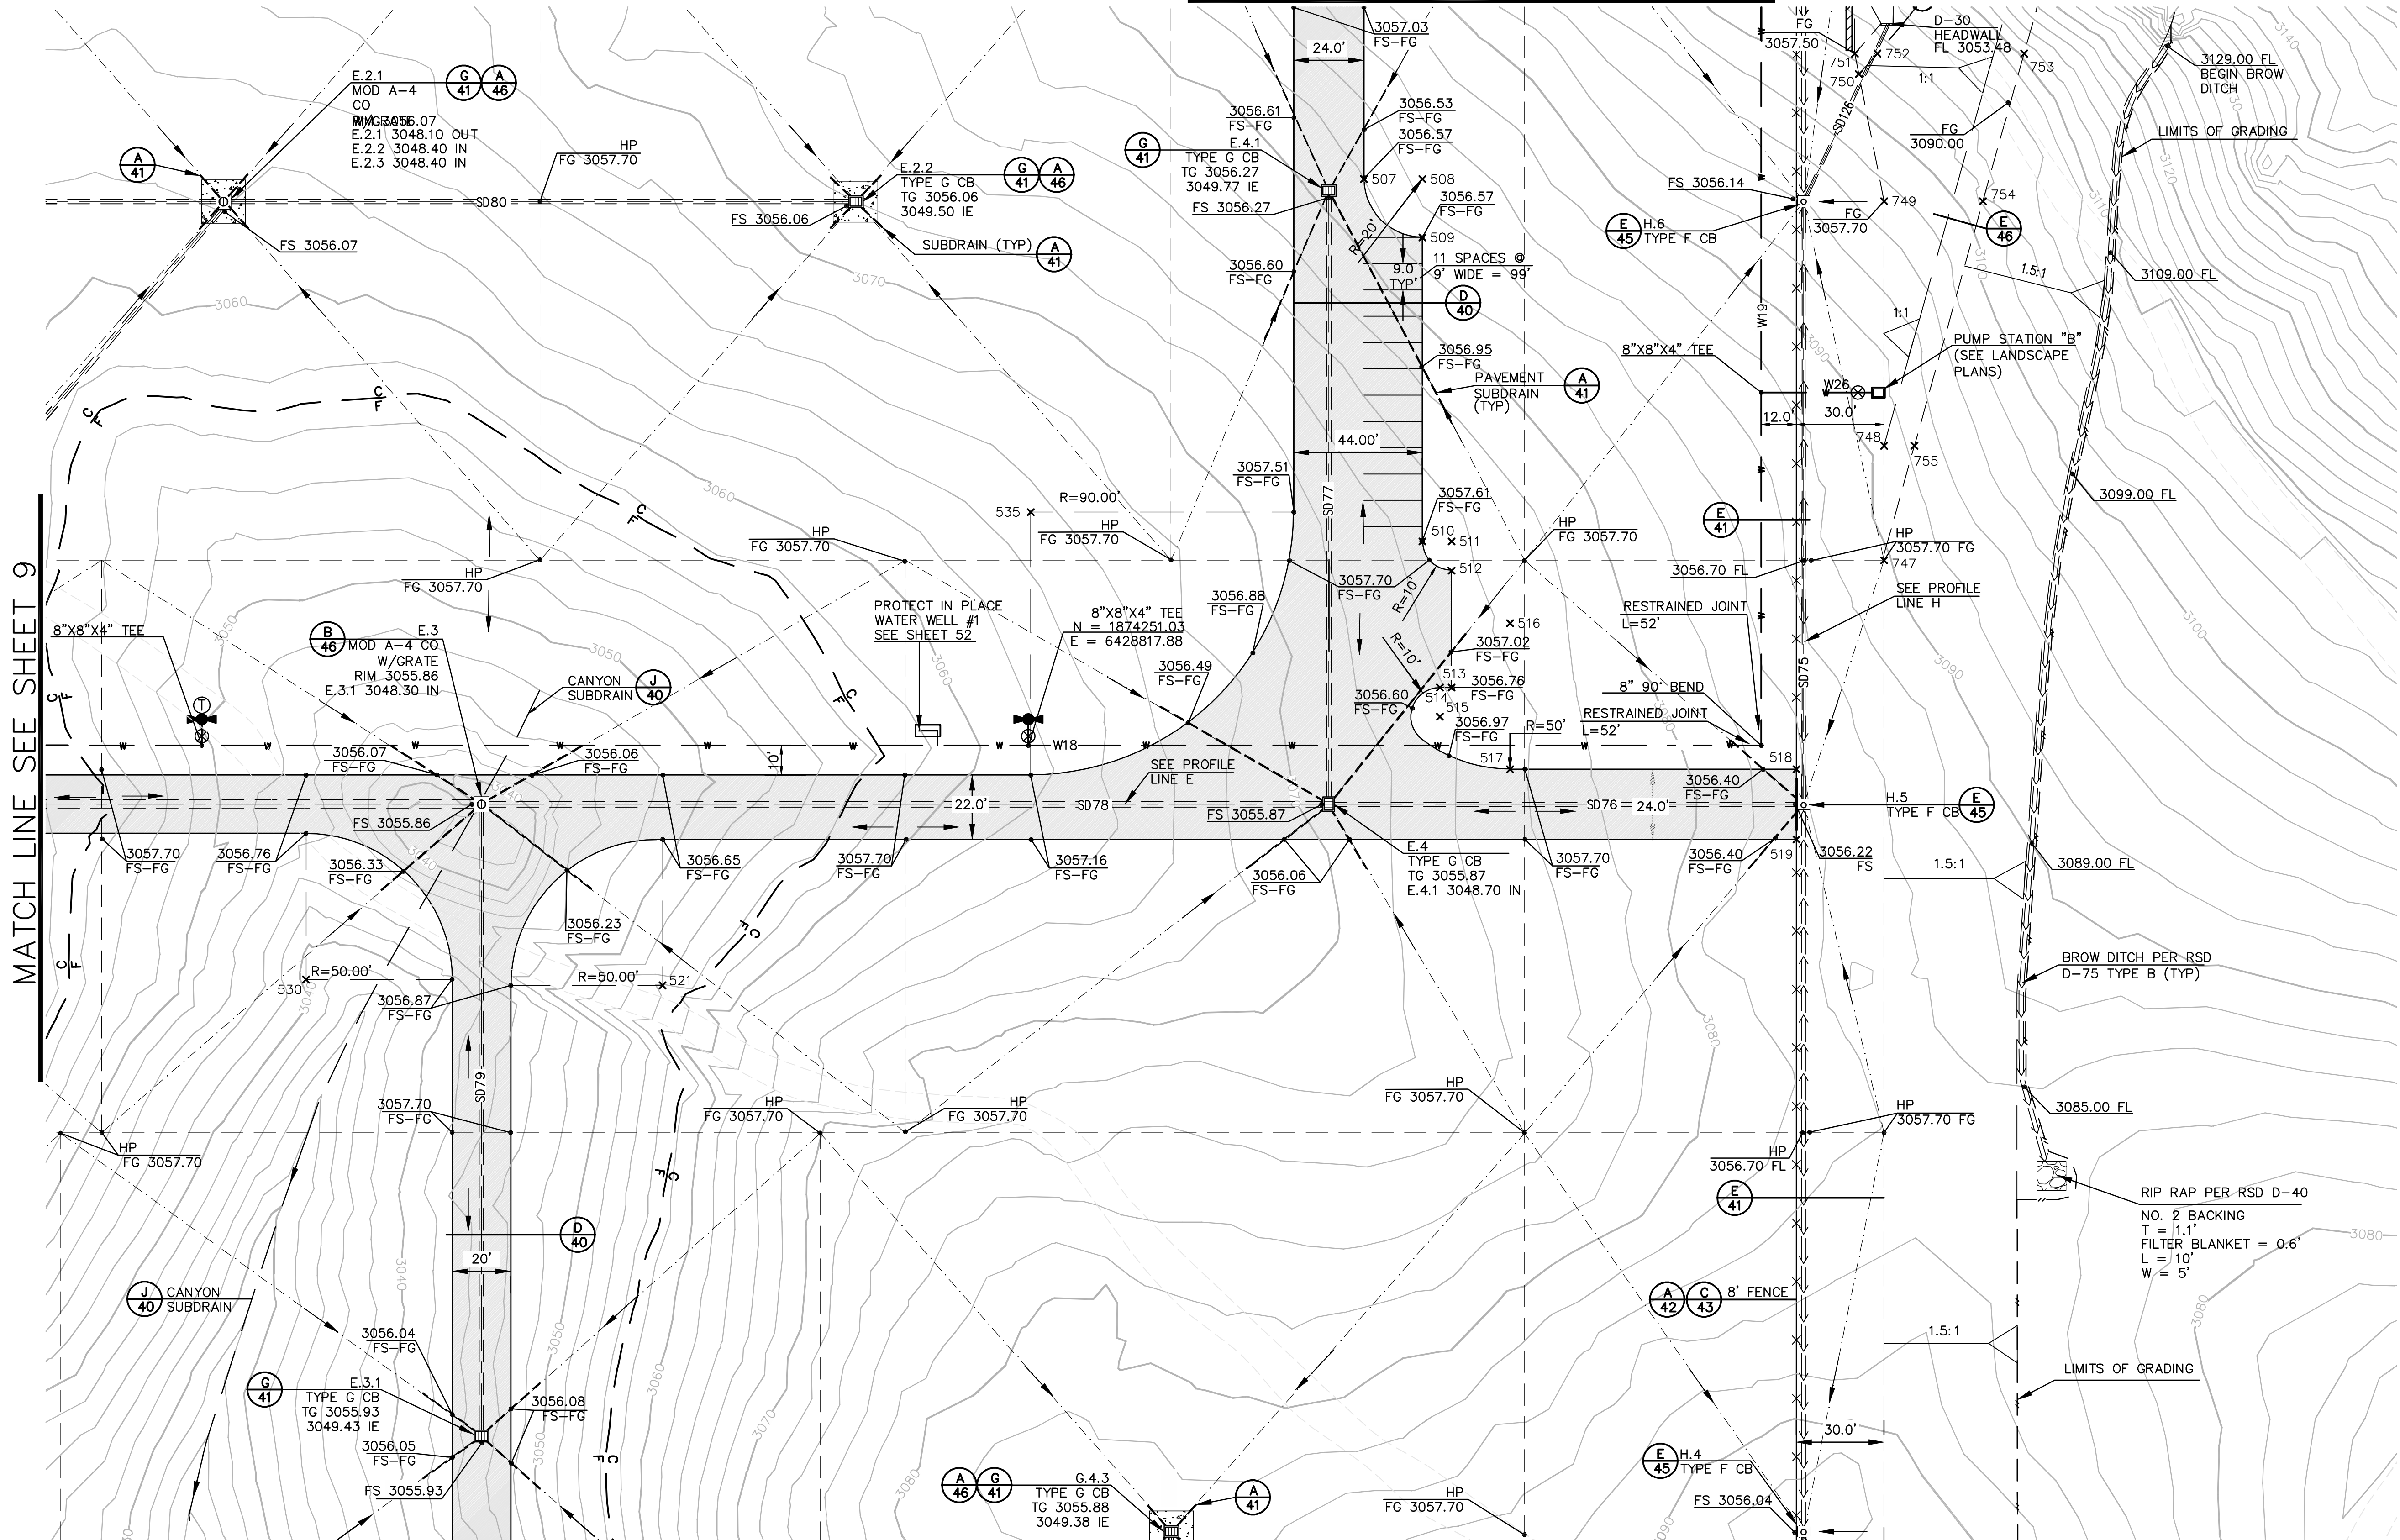 MATCH LINE SEE SHEET 9
E.2.1
MOD A-4
CO
E.2.1 3048.10 OUT
E.2.2 3048.40 IN
E.2.3 3048.40 IN
G
41
A
46
A
41
FS 3056.07
HP
FG 3057.70
SD80
E.2.2
TYPE G CB
TG 3056.06
3049.50 IE
G
41
A
46
FS 3056.06
SUBDRAIN (TYP)
A
41
3060
3070
24.0'
3057.03
FS-FG
3056.61
FS-FG
3056.53
FS-FG
3056.57
FS-FG
G
41
E.4.1
TYPE G CB
TG 3056.27
3049.77 IE
FS 3056.27
507
508
3056.57
FS-FG
509
R=20'
3056.60
FS-FG
9.0
TYP'
11 SPACES @
9' WIDE = 99'
D
40
3056.95
FS-FG
PAVEMENT
SUBDRAIN
(TYP)
A
41
44.00'
3057.51
FS-FG
SD77
3057.61
FS-FG
510
511
512
R=90.00'
535
HP
FG 3057.70
HP
FG 3057.70
HP
FG 3057.70
HP
FG 3057.70
3057.70
FS-FG
R=10'
3056.88
FS-FG
516
3057.02
FS-FG
R=10'
513
3056.76
FS-FG
514
515
3056.60
FS-FG
3056.97
FS-FG
517
R=50'
3056.49
FS-FG
FG
3057.50
D-30
HEADWALL
FL 3053.48
751
752
750
753
1:1
SD126
FG
3090.00
FS 3056.14
E
45
H.6
TYPE F CB
FG
3057.70
749
754
E
46
1.5:1
1:1
3140
3129.00 FL
BEGIN BROW
DITCH
LIMITS OF GRADING
3120
3110
3100
3109.00 FL
W19
8"X8"X4" TEE
PUMP STATION "B"
(SEE LANDSCAPE
PLANS)
W26
12.0'
30.0'
748
755
3090
3099.00 FL
E
41
HP
3057.70 FG
747
3056.70 FL
SEE PROFILE
LINE H
RESTRAINED JOINT
L=52'
SD75
8" 90° BEND
RESTRAINED JOINT
L=52'
518
3056.40
FS-FG
3090
3100
8"X8"X4" TEE
T
B
46
E.3
MOD A-4 CO
W/GRATE
RIM 3055.86
E.3.1 3048.30 IN
CANYON
SUBDRAIN
J
40
3050
3050
3060
3060
PROTECT IN PLACE
WATER WELL #1
SEE SHEET 52
8"X8"X4" TEE
N = 1874251.03
E = 6428817.88
W18
10'
3056.07
FS-FG
3056.06
FS-FG
SEE PROFILE
LINE E
22.0'
SD78
FS 3055.86
FS 3055.87
SD76
24.0'
H.5
TYPE F CB
E
45
3057.70
FS-FG
3056.76
FS-FG
3056.33
FS-FG
3056.65
FS-FG
3057.70
FS-FG
3057.16
FS-FG
3056.06
FS-FG
E.4
TYPE G CB
TG 3055.87
E.4.1 3048.70 IN
3057.70
FS-FG
3056.40
FS-FG
519
3056.22
FS
1.5:1
3089.00 FL
3040
3040
3056.23
FS-FG
R=50.00'
530
R=50.00'
521
3056.87
FS-FG
BROW DITCH PER RSD
D-75 TYPE B (TYP)
3080
SD79
3057.70
FS-FG
HP
FG 3057.70
HP
FG 3057.70
HP
FG 3057.70
HP
FG 3057.70
HP
3057.70 FG
3085.00 FL
HP
3056.70 FL
E
41
RIP RAP PER RSD D-40
NO. 2 BACKING
T = 1.1'
FILTER BLANKET = 0.6'
L = 10'
W = 5'
3080
3080
D
40
20'
J
40
CANYON
SUBDRAIN
3040
3050
3060
3070
A
42
C
43
8' FENCE
1.5:1
LIMITS OF GRADING
3056.04
FS-FG
G
41
E.3.1
TYPE G CB
TG 3055.93
3049.43 IE
3056.08
FS-FG
3056.05
FS-FG
FS 3055.93
3050
30.0'
E
45
H.4
TYPE F CB
FS 3056.04
3080
A
46
G
41
G.4.3
TYPE G CB
TG 3055.88
3049.38 IE
A
41
HP
FG 3057.70
3090